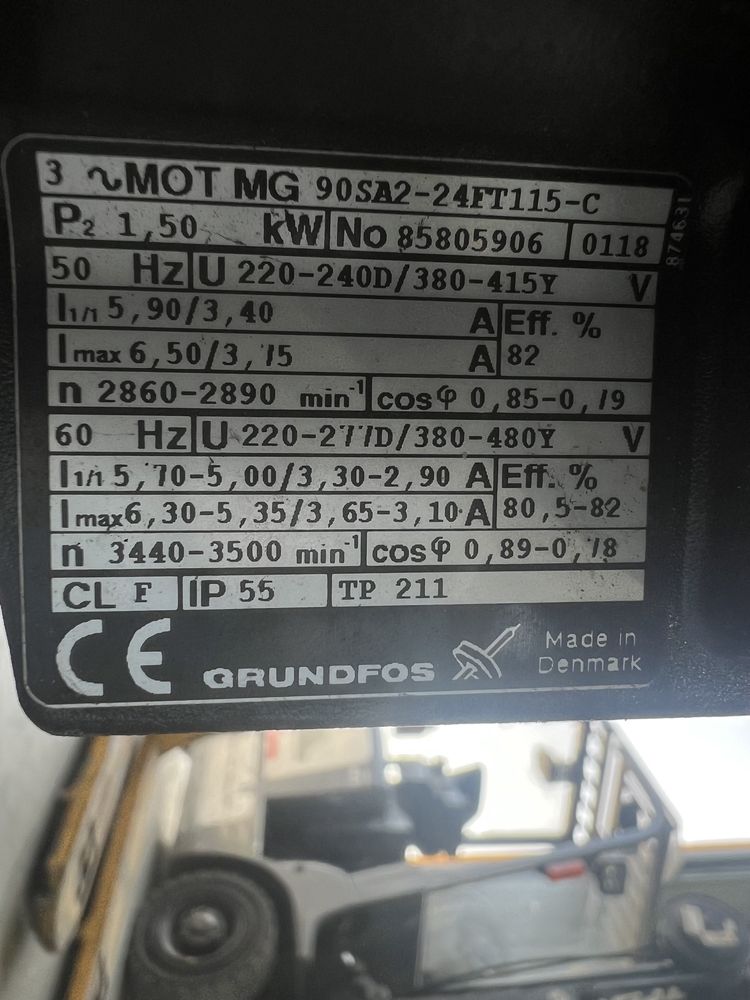 3 ~MOT MG 90SA2-24FT115-C
P2 1,50 kW No 85805906 0118
50 Hz U 220-240D/380-415Y V
I1/1 5,90/3,40 A Eff. %
Imax 6,50/3,75 A 82
n 2860-2890 min-1 cosφ 0,85-0,79
60 Hz U 220-277D/380-480Y V
I1/1 5,70-5,00/3,30-2,90 A Eff. %
Imax 6,30-5,35/3,65-3,10 A 80,5-82
n 3440-3500 min-1 cosφ 0,89-0,78
CL F IP 55 TP 211
CE GRUNDFOS Made in
Denmark
874631